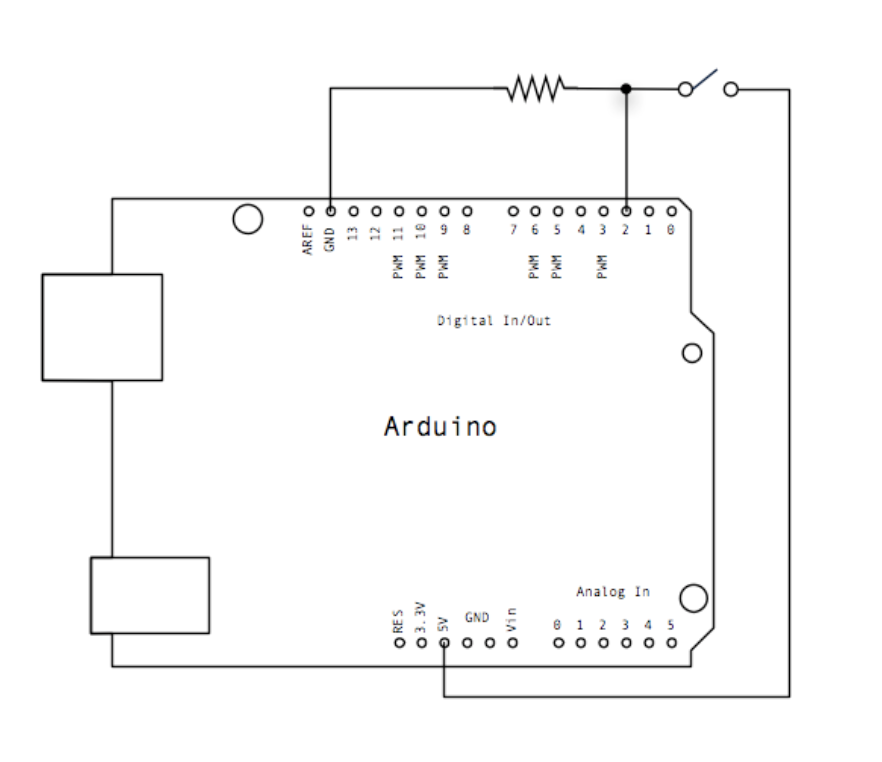 AREF GND 13 12 11 10 9 8 7 6 5 4 3 2 1 0
PWM PWM PWM PWM PWM PWM
Digital In/Out
Arduino
Analog In
RES 3.3V 5V GND Vin 0 1 2 3 4 5